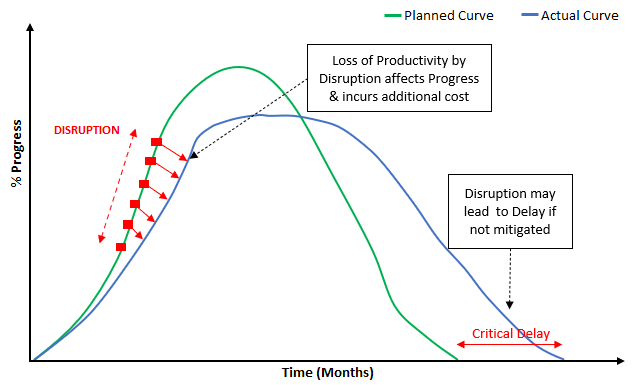 Planned Curve
Actual Curve
Loss of Productivity by
Disruption affects Progress
& incurs additional cost
DISRUPTION
% Progress
Disruption may
lead to Delay if
not mitigated
Critical Delay
Time (Months)